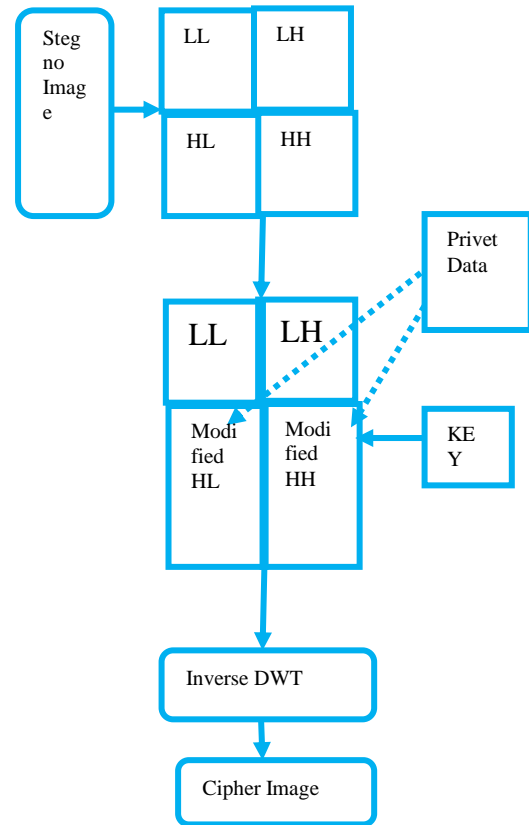 Steg
no
Imag
e
LL
LH
HL
HH
Privet
Data
LL
LH
Modi
fied
HL
Modi
fied
HH
KE
Y
Inverse DWT
Cipher Image